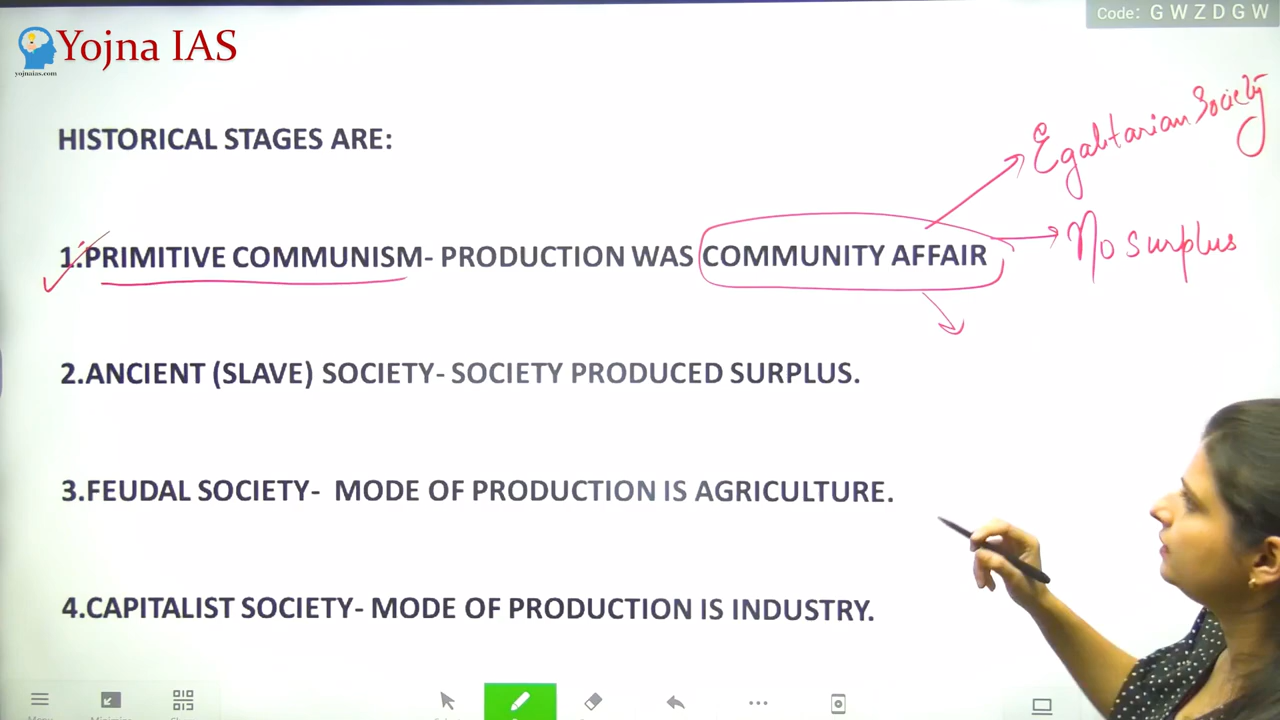 Code: G W Z D G W
Yojna IAS
yojnaias.com
HISTORICAL STAGES ARE:
Egalitarian Society
1.PRIMITIVE COMMUNISM- PRODUCTION WAS COMMUNITY AFFAIR
No surplus
2.ANCIENT (SLAVE) SOCIETY- SOCIETY PRODUCED SURPLUS.
3.FEUDAL SOCIETY- MODE OF PRODUCTION IS AGRICULTURE.
4.CAPITALIST SOCIETY- MODE OF PRODUCTION IS INDUSTRY.